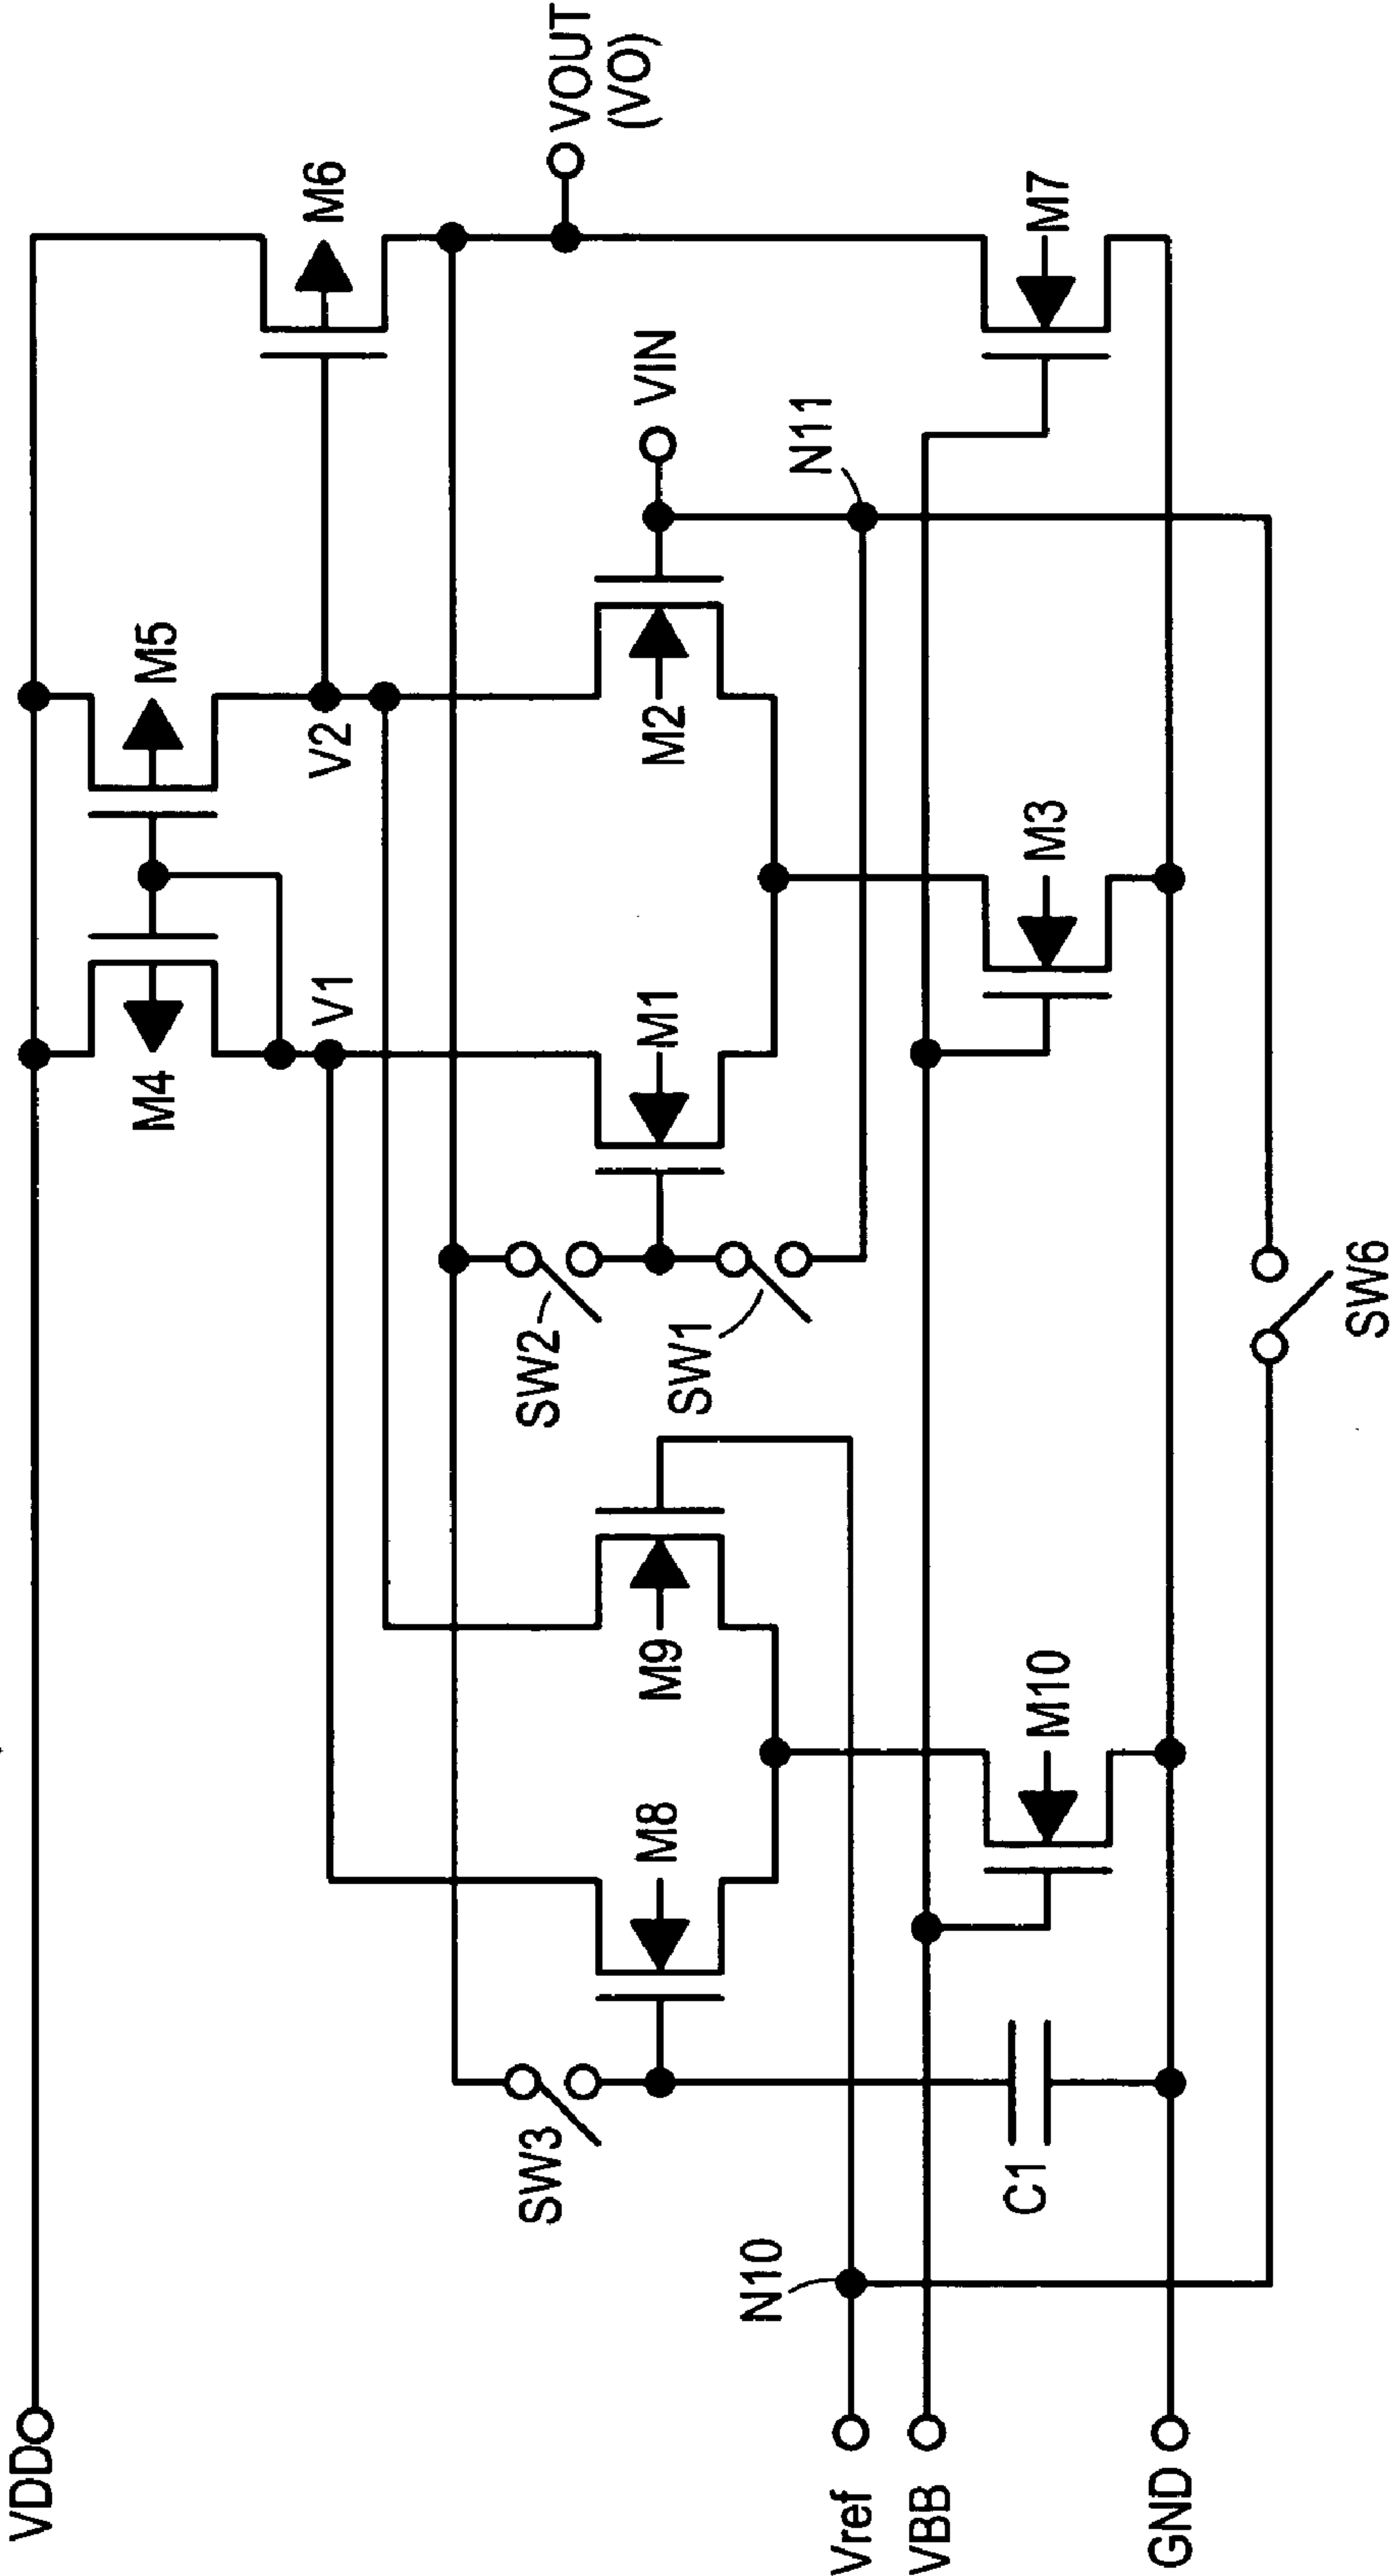 VDD
M4
M5
M6
V1
V2
VOUT
(VO)
SW3
SW2
M8
M9
M1
M2
VIN
SW1
N10
N11
Vref
VBB
C1
M10
M3
M7
GND
SW6